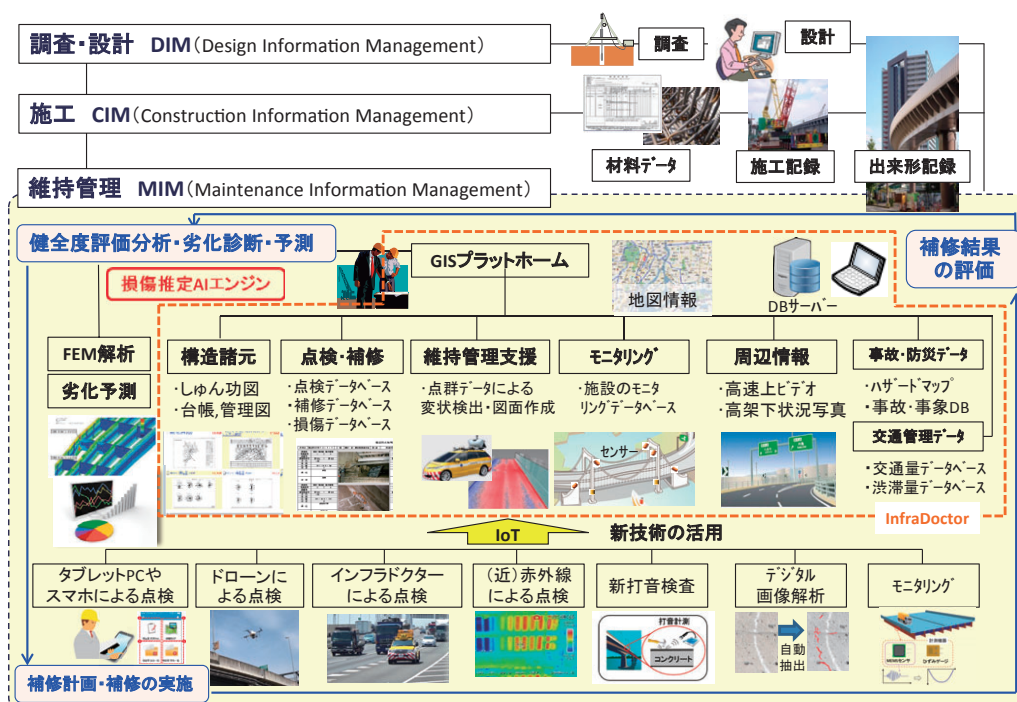 調査・設計 DIM(Design Information Management)
調査
設計
施工 CIM(Construction Information Management)
材料ﾃﾞｰﾀ
施工記録
出来形記録
維持管理 MIM(Maintenance Information Management)
健全度評価分析・劣化診断・予測
損傷推定AIエンジン
GISプラットホーム
地図情報
DBサーバー
補修結果
の評価
FEM解析
劣化予測
構造諸元
・しゅん功図
・台帳,管理図
点検・補修
・点検ﾃﾞｰﾀﾍﾞｰｽ
・補修ﾃﾞｰﾀﾍﾞｰｽ
・損傷ﾃﾞｰﾀﾍﾞｰｽ
維持管理支援
・点群データによる
変状検出・図面作成
ﾓﾆﾀﾘﾝｸﾞ
・施設のﾓﾆﾀ
ﾘﾝｸﾞﾃﾞｰﾀﾍﾞｰｽ
センサー
周辺情報
・高速上ビデオ
・高架下状況写真
事故・防災ﾃﾞｰﾀ
・ﾊｻﾞｰﾄﾞﾏｯﾌﾟ
・事故・事象DB
交通管理ﾃﾞｰﾀ
・交通量ﾃﾞｰﾀﾍﾞｰｽ
・渋滞量ﾃﾞｰﾀﾍﾞｰｽ
InfraDoctor
IoT
新技術の活用
タブレットPCや
スマホによる点検
ドローンに
よる点検
インフラドクター
による点検
(近)赤外線
による点検
新打音検査
打音計測
コンクリート
ﾃﾞｼﾞﾀﾙ
画像解析
自動
抽出
ﾓﾆﾀﾘﾝｸﾞ
MEMSセンサ
ひずみゲージ
補修計画・補修の実施